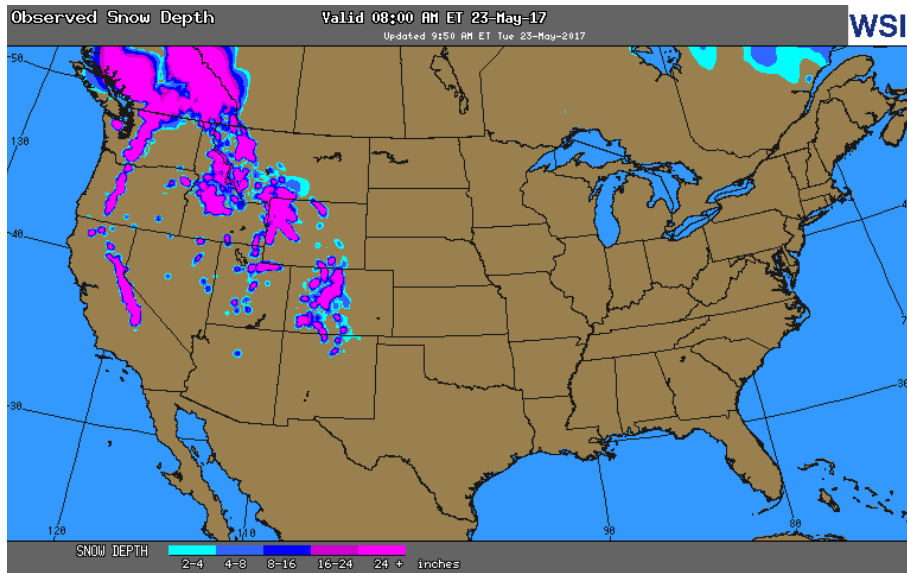 Observed Snow Depth
Valid 08:00 AM ET 23-May-17
Updated 9:50 AM ET Tue 23-May-2017
WSI
-50
130
-40
4
7
-30
120
110
90
80
SNOW DEPTH
2-4 4-8 8-16 16-24 24 + inches